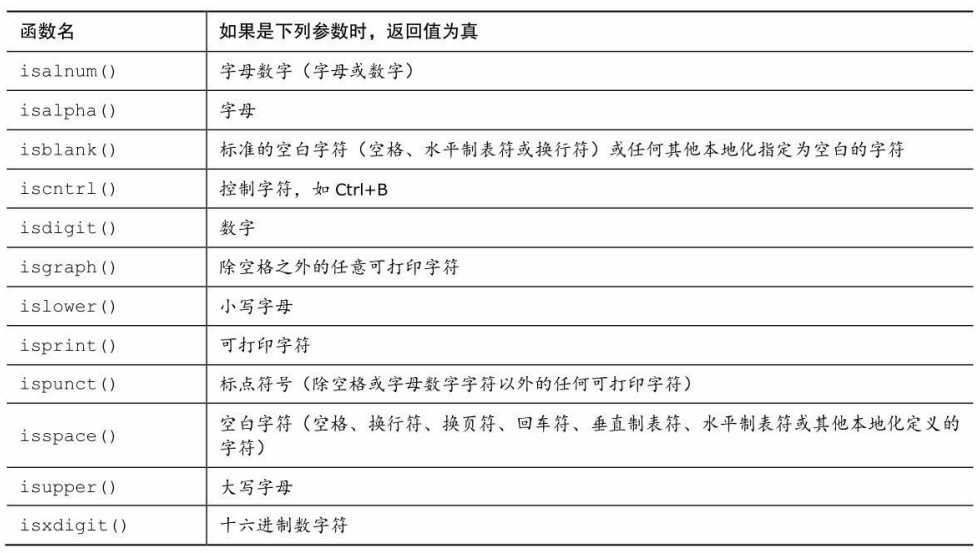 函数名 如果是下列参数时，返回值为真
isalnum() 字母数字（字母或数字）
isalpha() 字母
isblank() 标准的空白字符（空格、水平制表符或换行符）或任何其他本地化指定为空白的字符
iscntrl() 控制字符，如 Ctrl+B
isdigit() 数字
isgraph() 除空格之外的任意可打印字符
islower() 小写字母
isprint() 可打印字符
ispunct() 标点符号（除空格或字母数字字符以外的任何可打印字符）
isspace() 空白字符（空格、换行符、换页符、回车符、垂直制表符、水平制表符或其他本地化定义的
字符）
isupper() 大写字母
isxdigit() 十六进制数字符